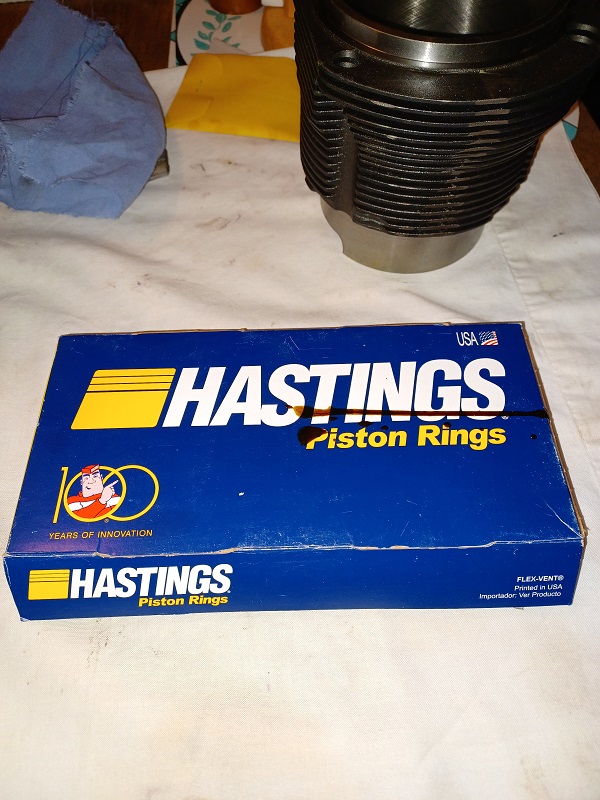 USA
HASTINGS
Piston Rings
100
YEARS OF INNOVATION
HASTINGS
Piston Rings
FLEX-VENT®
Printed in USA
Importador: Ver Producto